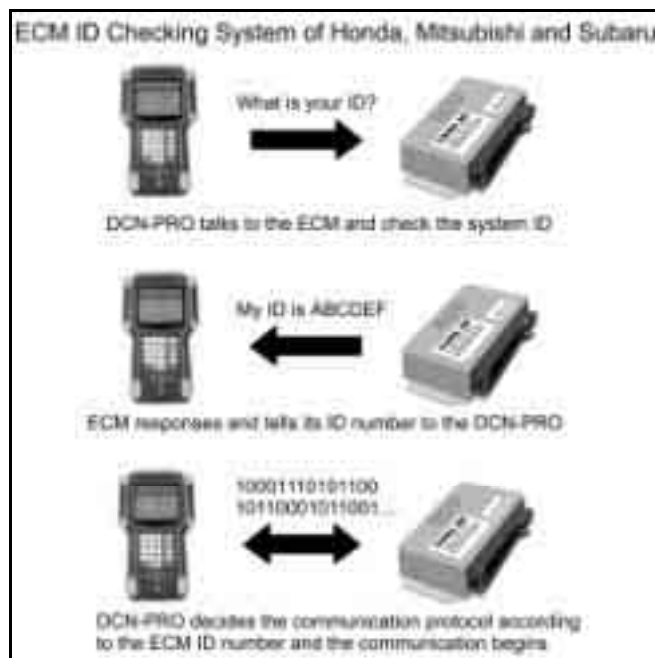 ECM ID Checking System of Honda, Mitsubishi and Subaru
What is your ID?
DCN-PRO talks to the ECM and check the system ID
My ID is ABCDEF
ECM responses and tells its ID number to the DCN-PRO
10001110101100
10110001011001...
DCN-PRO decides the communication protocol according
to the ECM ID number and the communication begins